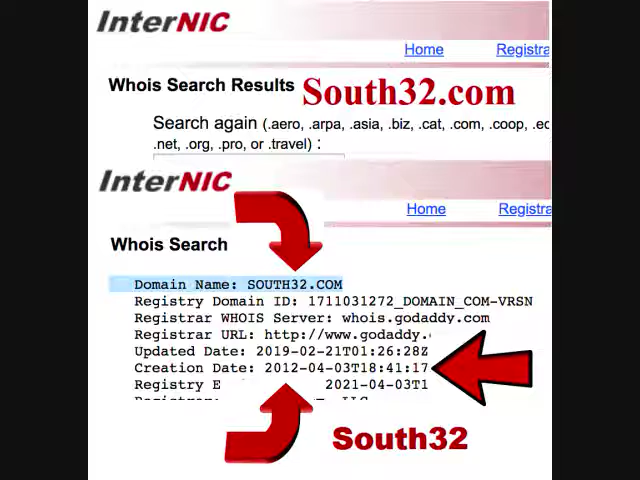 InterNIC
Home Registra
Whois Search Results South32.com
Search again (.aero, .arpa, .asia, .biz, .cat, .com, .coop, .ec
.net, .org, .pro, or .travel) :
InterNIC
Home Registra
Whois Search
Domain Name: SOUTH32.COM
Registry Domain ID: 1711031272_DOMAIN_COM-VRSN
Registrar WHOIS Server: whois.godaddy.com
Registrar URL: http://www.godaddy.
Updated Date: 2019-02-21T01:26:28Z
Creation Date: 2012-04-03T18:41:17
Registry E 2021-04-03T1
South32